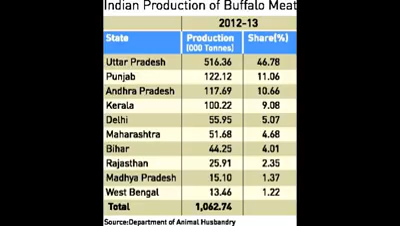 Indian Production of Buffalo Meat
2012-13
State Production (000 Tonnes) Share(%)
Uttar Pradesh 516.36 46.78
Punjab 122.12 11.06
Andhra Pradesh 117.69 10.66
Kerala 100.22 9.08
Delhi 55.95 5.07
Maharashtra 51.68 4.68
Bihar 44.25 4.01
Rajasthan 25.91 2.35
Madhya Pradesh 15.10 1.37
West Bengal 13.46 1.22
Total 1,062.74
Source:Department of Animal Husbandry